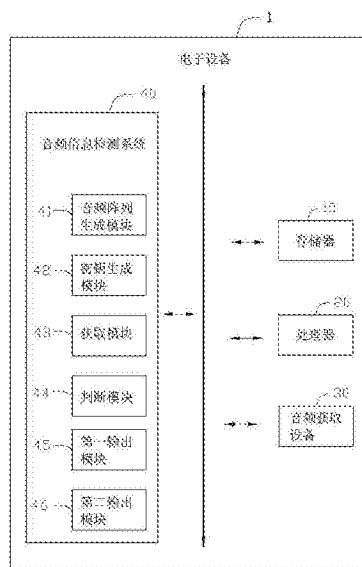 1
电子设备
40
音频信息检测系统
41
音频阵列
生成模块
42
密钥生成
模块
43
获取模块
44
判断模块
45
第一输出
模块
46
第二输出
模块
10
存储器
20
处理器
30
音频获取
设备